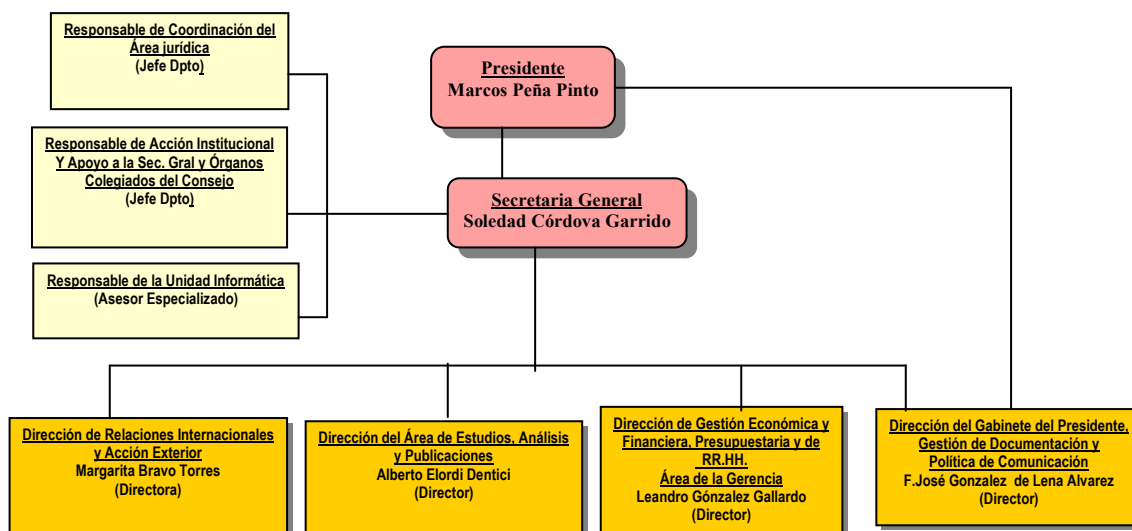 Responsable de Coordinación del
Área jurídica
(Jefe Dpto)
Presidente
Marcos Peña Pinto
Responsable de Acción Institucional
Y Apoyo a la Sec. Gral y Órganos
Colegiados del Consejo
(Jefe Dpto)
Secretaria General
Soledad Córdova Garrido
Responsable de la Unidad Informática
(Asesor Especializado)
Dirección de Relaciones Internacionales
y Acción Exterior
Margarita Bravo Torres
(Directora)
Dirección del Área de Estudios, Análisis
y Publicaciones
Alberto Elordi Dentici
(Director)
Dirección de Gestión Económica y
Financiera, Presupuestaria y de
RR.HH.
Área de la Gerencia
Leandro Gónzalez Gallardo
(Director)
Dirección del Gabinete del Presidente,
Gestión de Documentación y
Política de Comunicación
F.José Gonzalez de Lena Alvarez
(Director)